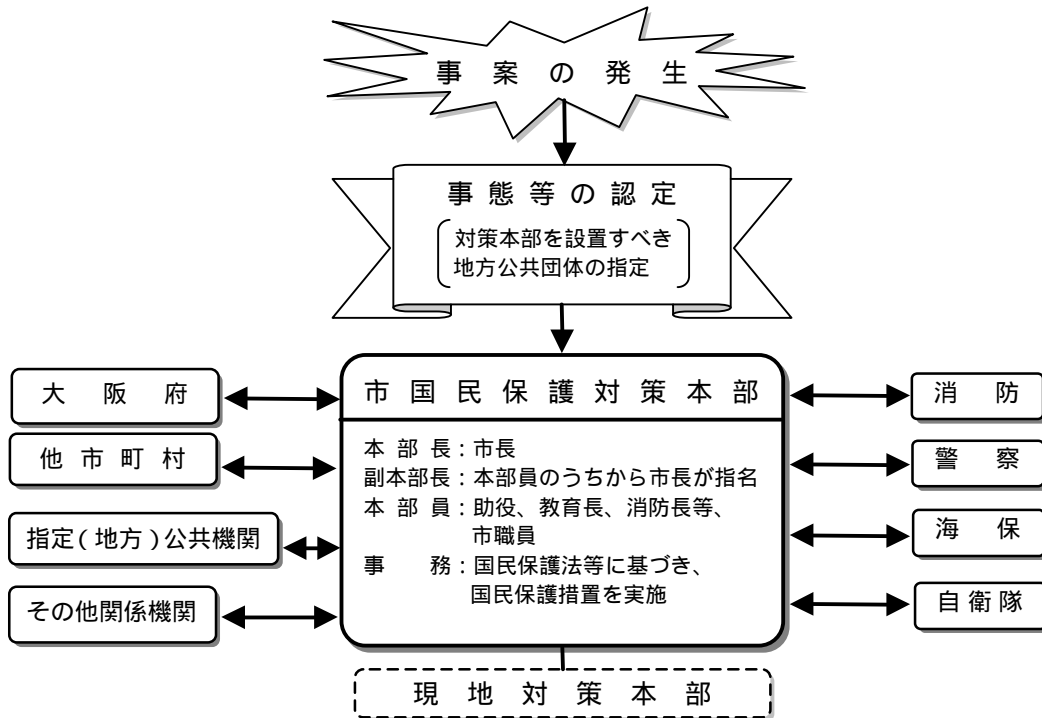 事案の発生
事態等の認定
対策本部を設置すべき
地方公共団体の指定
大阪府
他市町村
指定(地方)公共機関
その他関係機関
市国民保護対策本部
本部長：市長
副本部長：本部員のうちから市長が指名
本部員：助役、教育長、消防長等、
市職員
事務：国民保護法等に基づき、
国民保護措置を実施
消防
警察
海保
自衛隊
現地対策本部